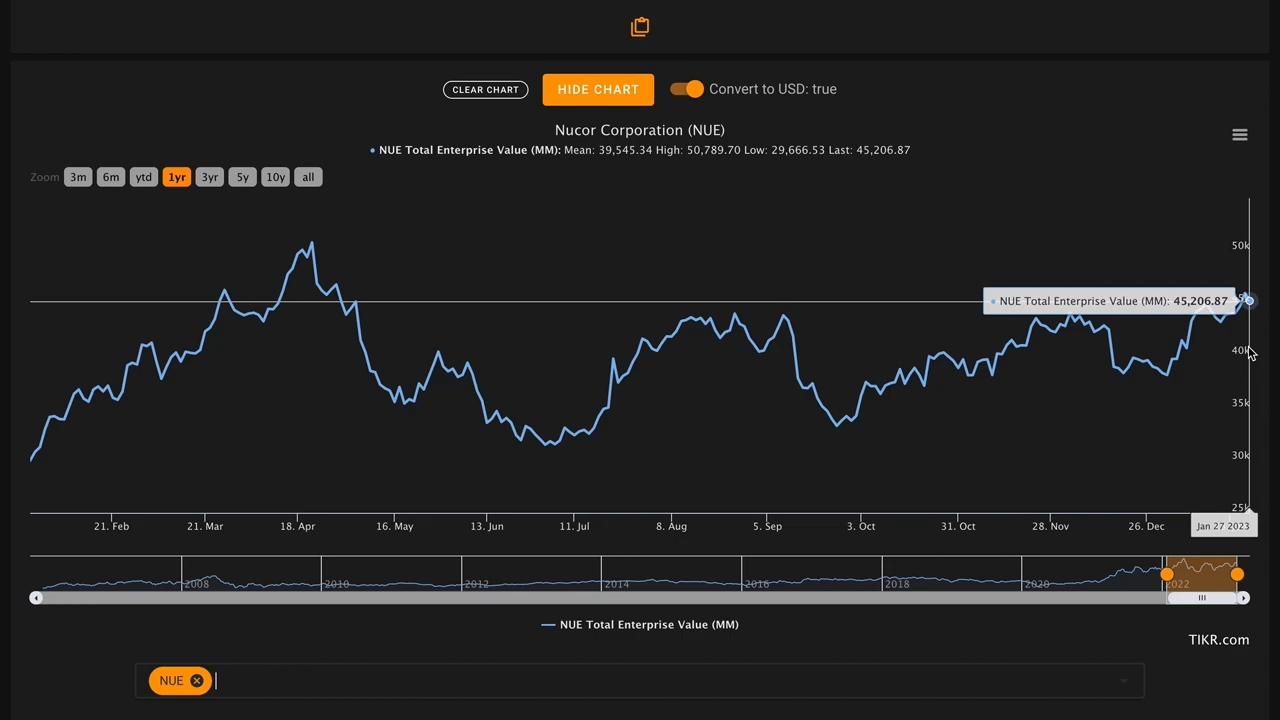 CLEAR CHART
HIDE CHART
Convert to USD: true
Nucor Corporation (NUE)
NUE Total Enterprise Value (MM): Mean: 39,545.34 High: 50,789.70 Low: 29,666.53 Last: 45,206.87
Zoom 3m 6m ytd 1yr 3yr 5y 10y all
50k
NUE Total Enterprise Value (MM): 45,206.87
40k
35k
30k
25k
21. Feb 21. Mar 18. Apr 16. May 13. Jun 11. Jul 8. Aug 5. Sep 3. Oct 31. Oct 28. Nov 26. Dec Jan 27 2023
2008 2010 2012 2014 2016 2018 2020 2022
NUE Total Enterprise Value (MM)
TIKR.com
NUE